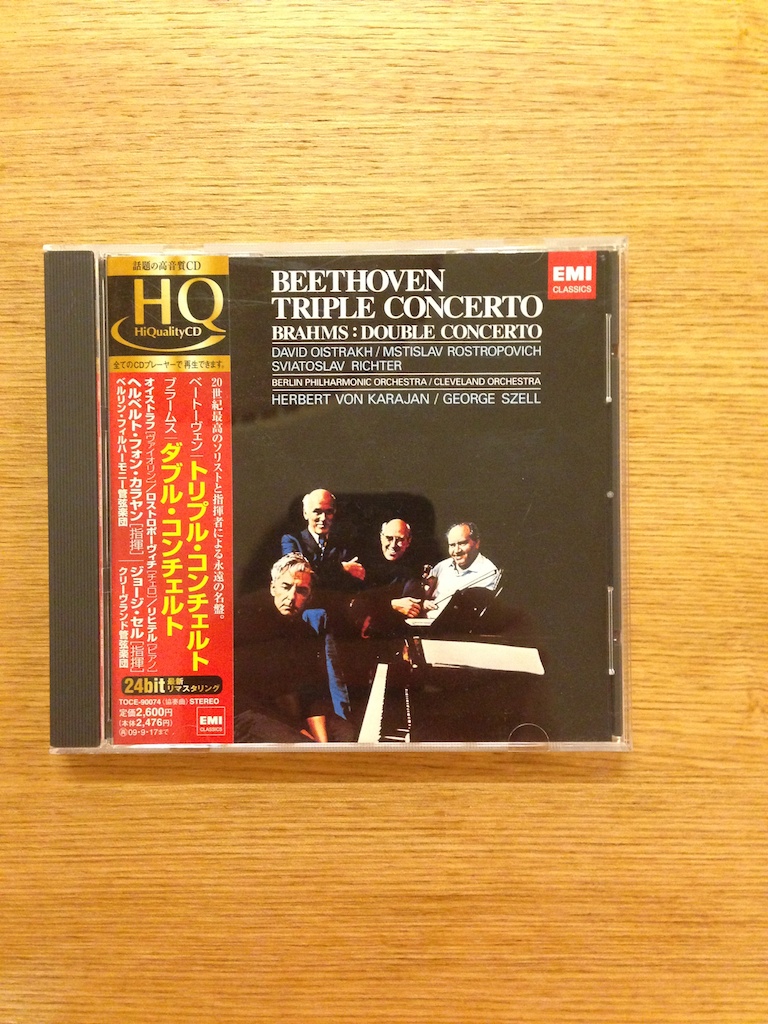 話題の高音質CD
HQ
HiQualityCD
全てのCDプレーヤーで再生できます。
20世紀最高のソリストと指揮者による永遠の名盤。
ベートーヴェン│トリプル・コンチェルト
ブラームス│ダブル・コンチェルト
オイストラフ[ヴァイオリン]/ロストロポーヴィチ[チェロ]/リヒテル[ピアノ]
ヘルベルト・フォン・カラヤン[指揮]│ジョージ・セル[指揮]
ベルリン・フィルハーモニー管弦楽団│クリーヴランド管弦楽団
24bit 最新リマスタリング
TOCE-90074 (協奏曲) STEREO
定価2,600円
(本体2,476円)
Ⓡ09・9・17まで
EMI
CLASSICS
BEETHOVEN
TRIPLE CONCERTO
BRAHMS : DOUBLE CONCERTO
DAVID OISTRAKH / MSTISLAV ROSTROPOVICH
SVIATOSLAV RICHTER
BERLIN PHILHARMONIC ORCHESTRA / CLEVELAND ORCHESTRA
HERBERT VON KARAJAN / GEORGE SZELL
EMI
CLASSICS